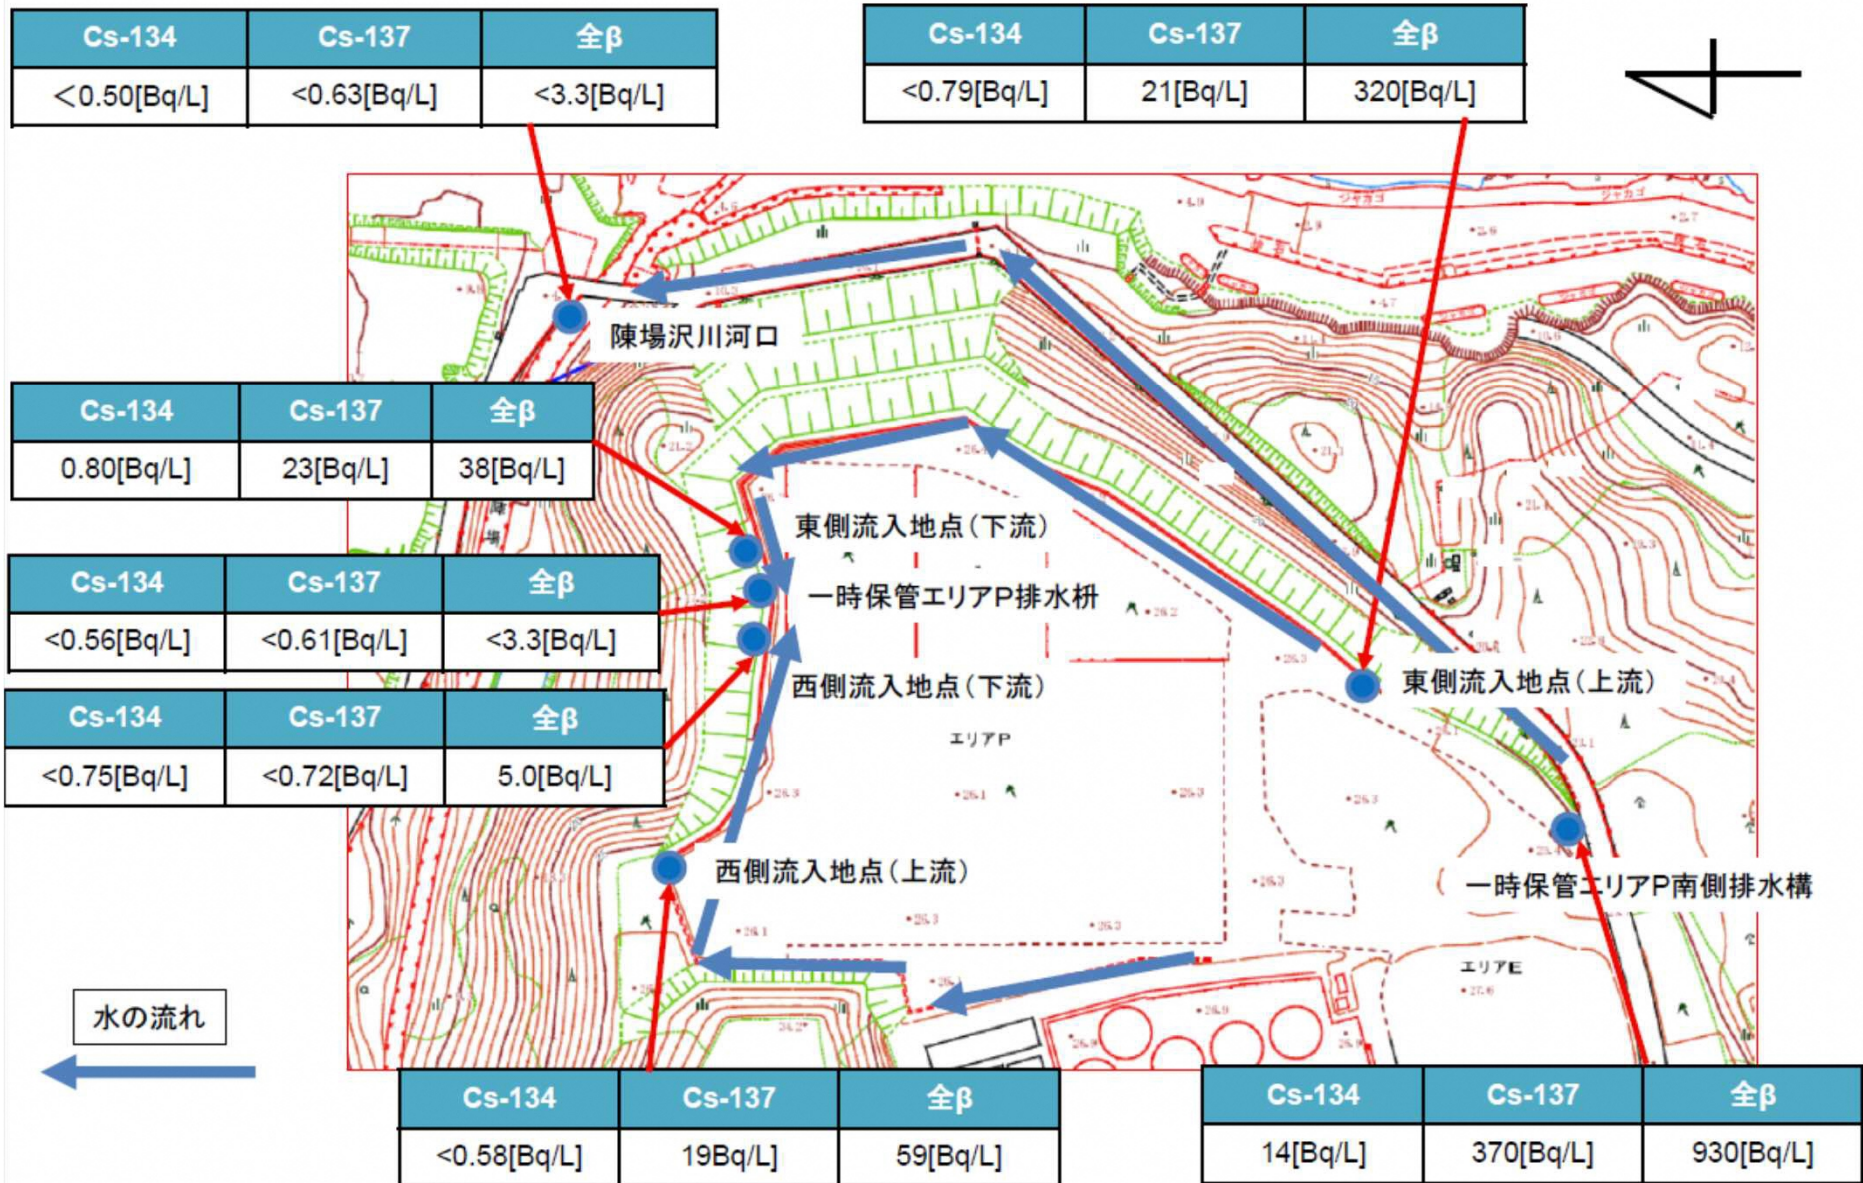 Cs-134 Cs-137 全β
<0.50[Bq/L] <0.63[Bq/L] <3.3[Bq/L]
Cs-134 Cs-137 全β
<0.79[Bq/L] 21[Bq/L] 320[Bq/L]
ジャカゴ
ジャカゴ
陳場沢川河口
Cs-134 Cs-137 全β
0.80[Bq/L] 23[Bq/L] 38[Bq/L]
東側流入地点(下流)
Cs-134 Cs-137 全β
<0.56[Bq/L] <0.61[Bq/L] <3.3[Bq/L]
一時保管エリアP排水枡
西側流入地点(下流)
東側流入地点(上流)
Cs-134 Cs-137 全β
<0.75[Bq/L] <0.72[Bq/L] 5.0[Bq/L]
エリアP
西側流入地点(上流)
一時保管エリアP南側排水構
エリアE
水の流れ
Cs-134 Cs-137 全β
<0.58[Bq/L] 19Bq/L] 59[Bq/L]
Cs-134 Cs-137 全β
14[Bq/L] 370[Bq/L] 930[Bq/L]